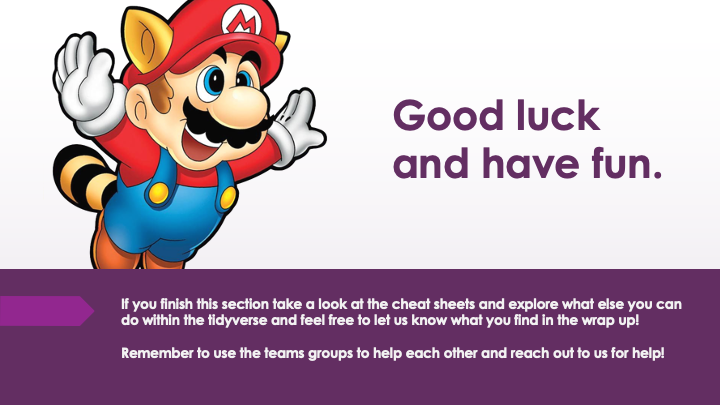 M
Good luck
and have fun.
If you finish this section take a look at the cheat sheets and explore what else you can
do within the tidyverse and feel free to let us know what you find in the wrap up!
Remember to use the teams groups to help each other and reach out to us for help!